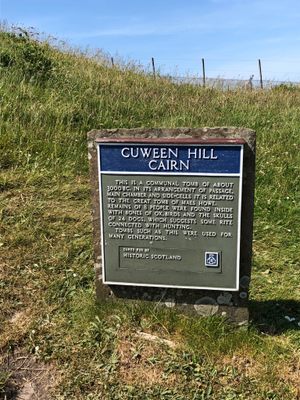 CUWEEN HILL
CAIRN
THIS IS A COMMUNAL TOMB OF ABOUT
3000 BC. IN ITS ARRANGEMENT OF PASSAGE,
MAIN CHAMBER AND SIDE-CELLS IT IS RELATED
TO THE GREAT TOMB OF MAES HOWE.
REMAINS OF 8 PEOPLE WERE FOUND INSIDE
WITH BONES OF OX, BIRDS AND THE SKULLS
OF 24 DOGS, WHICH SUGGESTS SOME RITE
CONNECTED WITH HUNTING.
TOMBS SUCH AS THIS WERE USED FOR
MANY GENERATIONS.
CARED FOR BY
HISTORIC SCOTLAND